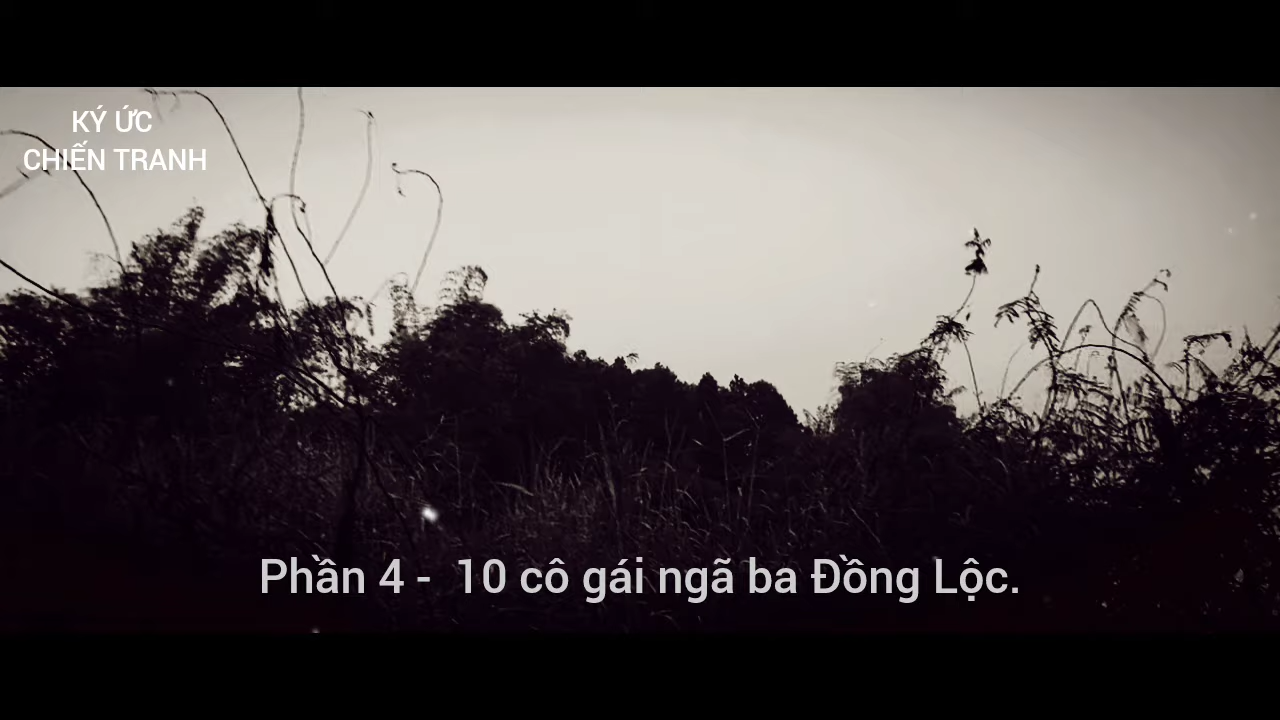 KÝ ỨC
CHIẾN TRANH
Phần 4 -  10 cô gái ngã ba Đồng Lộc.